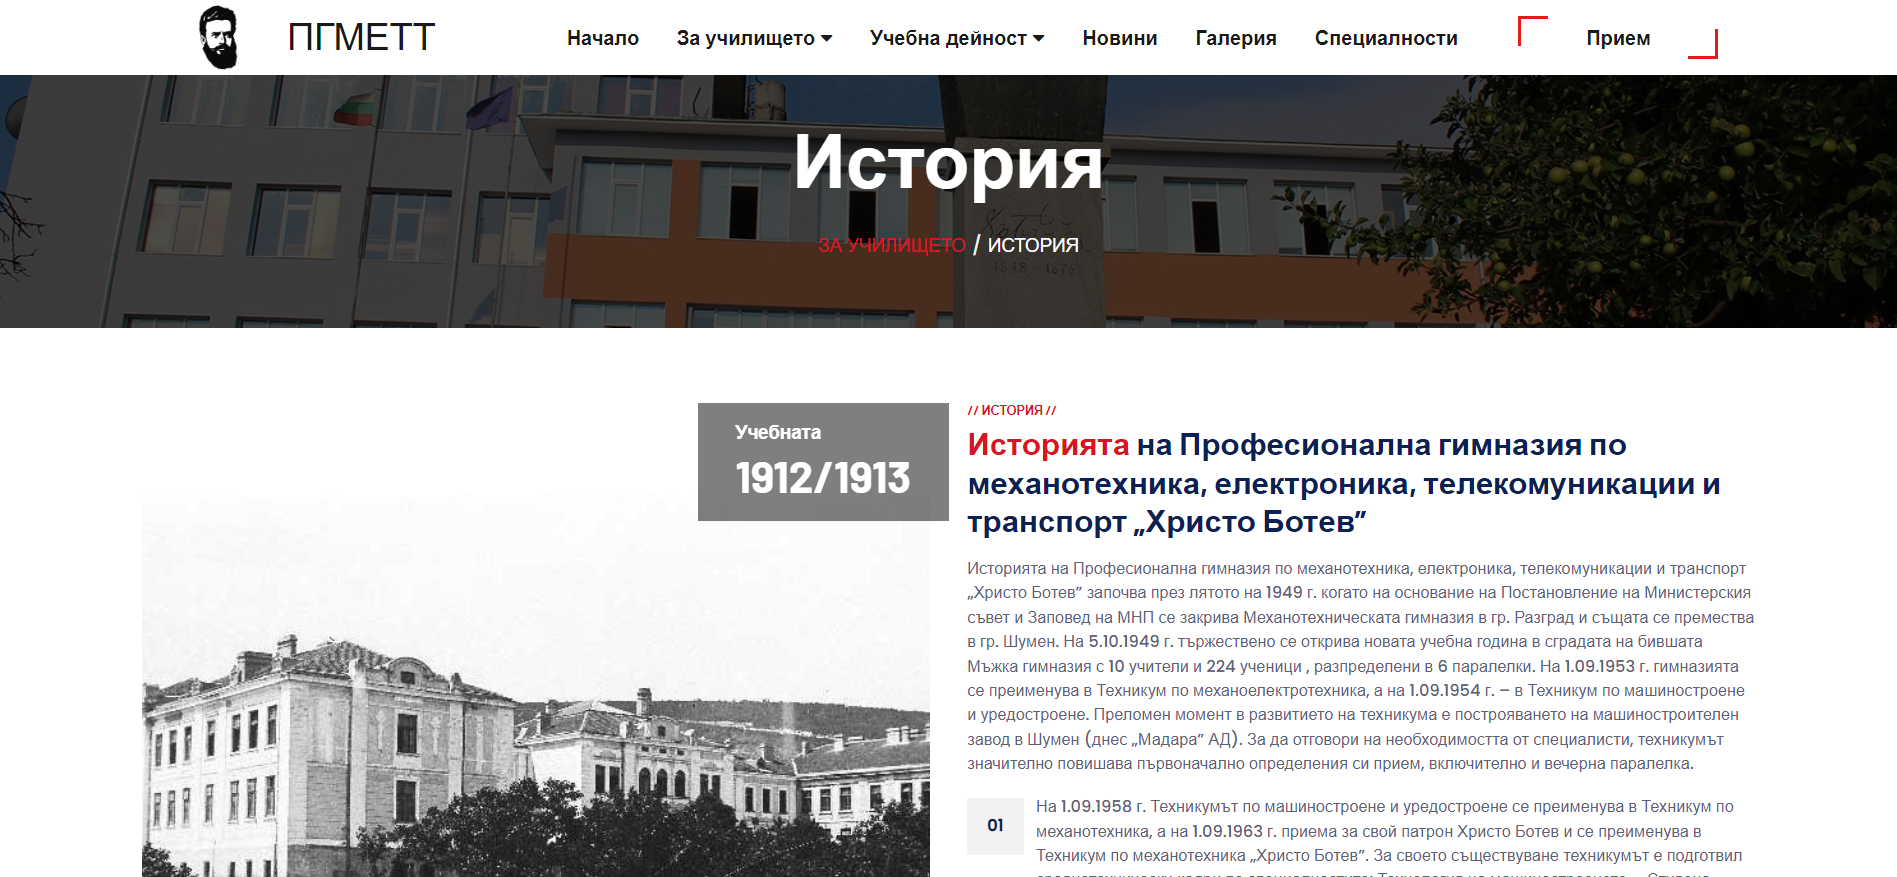 ПГМЕТТ
Начало За училището Учебна дейност Новини Галерия Специалности Прием
История
ЗА УЧИЛИЩЕТО / ИСТОРИЯ
- 1848 - 1876
Учебната
1912/1913
// ИСТОРИЯ //
Историята на Професионална гимназия по
механотехника, електроника, телекомуникации и
транспорт „Христо Ботев”
Историята на Професионална гимназия по механотехника, електроника, телекомуникации и транспорт
„Христо Ботев” започва през лятото на 1949 г. когато на основание на Постановление на Министерския
съвет и Заповед на МНП се закрива Механотехническата гимназия в гр. Разград и същата се премества
в гр. Шумен. На 5.10.1949 г. тържествено се открива новата учебна година в сградата на бившата
Мъжка гимназия с 10 учители и 224 ученици , разпределени в 6 паралелки. На 1.09.1953 г. гимназията
се преименува в Техникум по механоелектротехника, а на 1.09.1954 г. – в Техникум по машиностроене
и уредостроене. Преломен момент в развитието на техникума е построяването на машиностроителен
завод в Шумен (днес „Мадара” АД). За да отговори на необходимостта от специалисти, техникумът
значително повишава първоначално определения си прием, включително и вечерна паралелка.
01
На 1.09.1958 г. Техникумът по машиностроене и уредостроене се преименува в Техникум по
механотехника, а на 1.09.1963 г. приема за свой патрон Христо Ботев и се преименува в
Техникум по механотехника „Христо Ботев”. За своето съществуване техникумът е подготвил